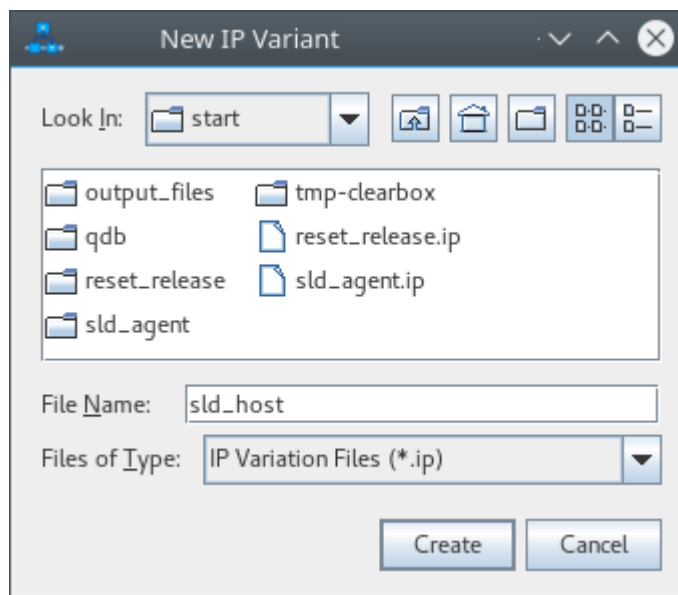 New IP Variant
Look In: start
output_files tmp-clearbox
qdb reset_release.ip
reset_release sld_agent.ip
sld_agent
File Name: sld_host
Files of Type: IP Variation Files (*.ip)
Create Cancel